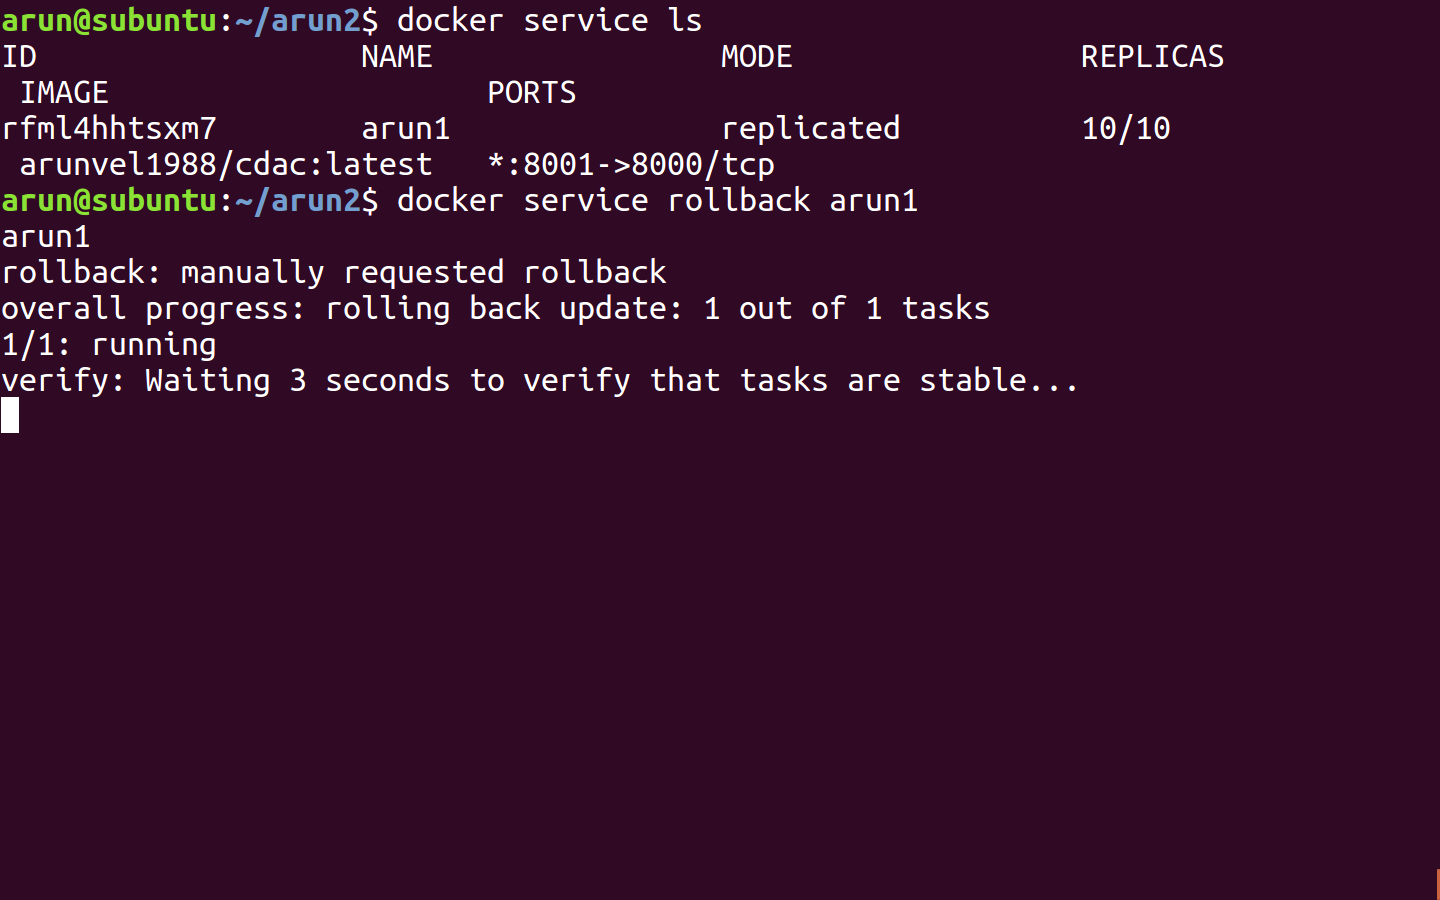 arun@subuntu:~/arun2$ docker service ls
ID                  NAME                MODE                REPLICAS
 IMAGE                     PORTS
rfml4hhtsxm7        arun1               replicated          10/10
 arunvel1988/cdac:latest   *:8001->8000/tcp
arun@subuntu:~/arun2$ docker service rollback arun1
arun1
rollback: manually requested rollback
overall progress: rolling back update: 1 out of 1 tasks
1/1: running
verify: Waiting 3 seconds to verify that tasks are stable...